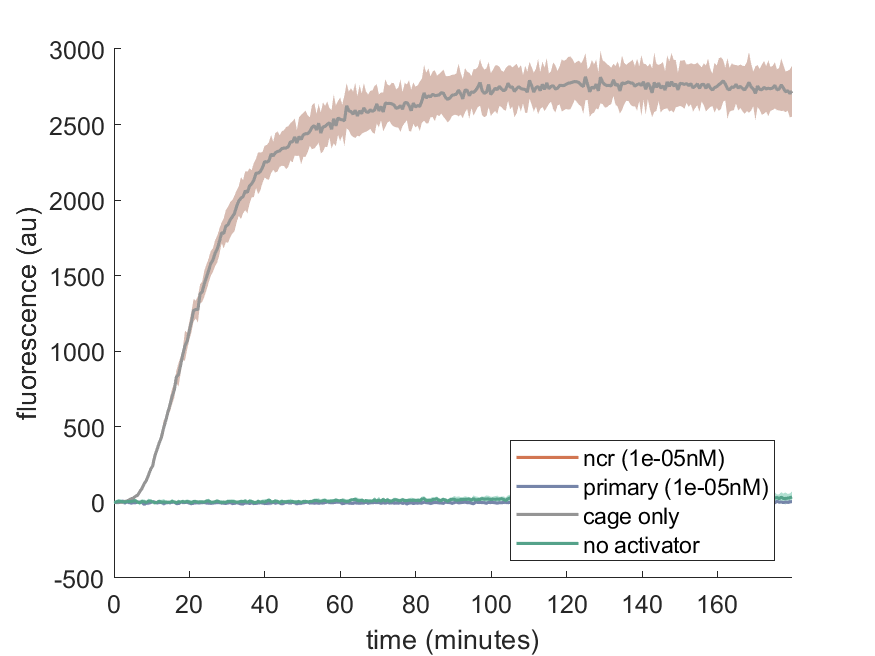 3000
2500
2000
1500
1000
500
0
-500
fluorescence (au)
0 20 40 60 80 100 120 140 160
time (minutes)
ncr (1e-05nM)
primary (1e-05nM)
cage only
no activator